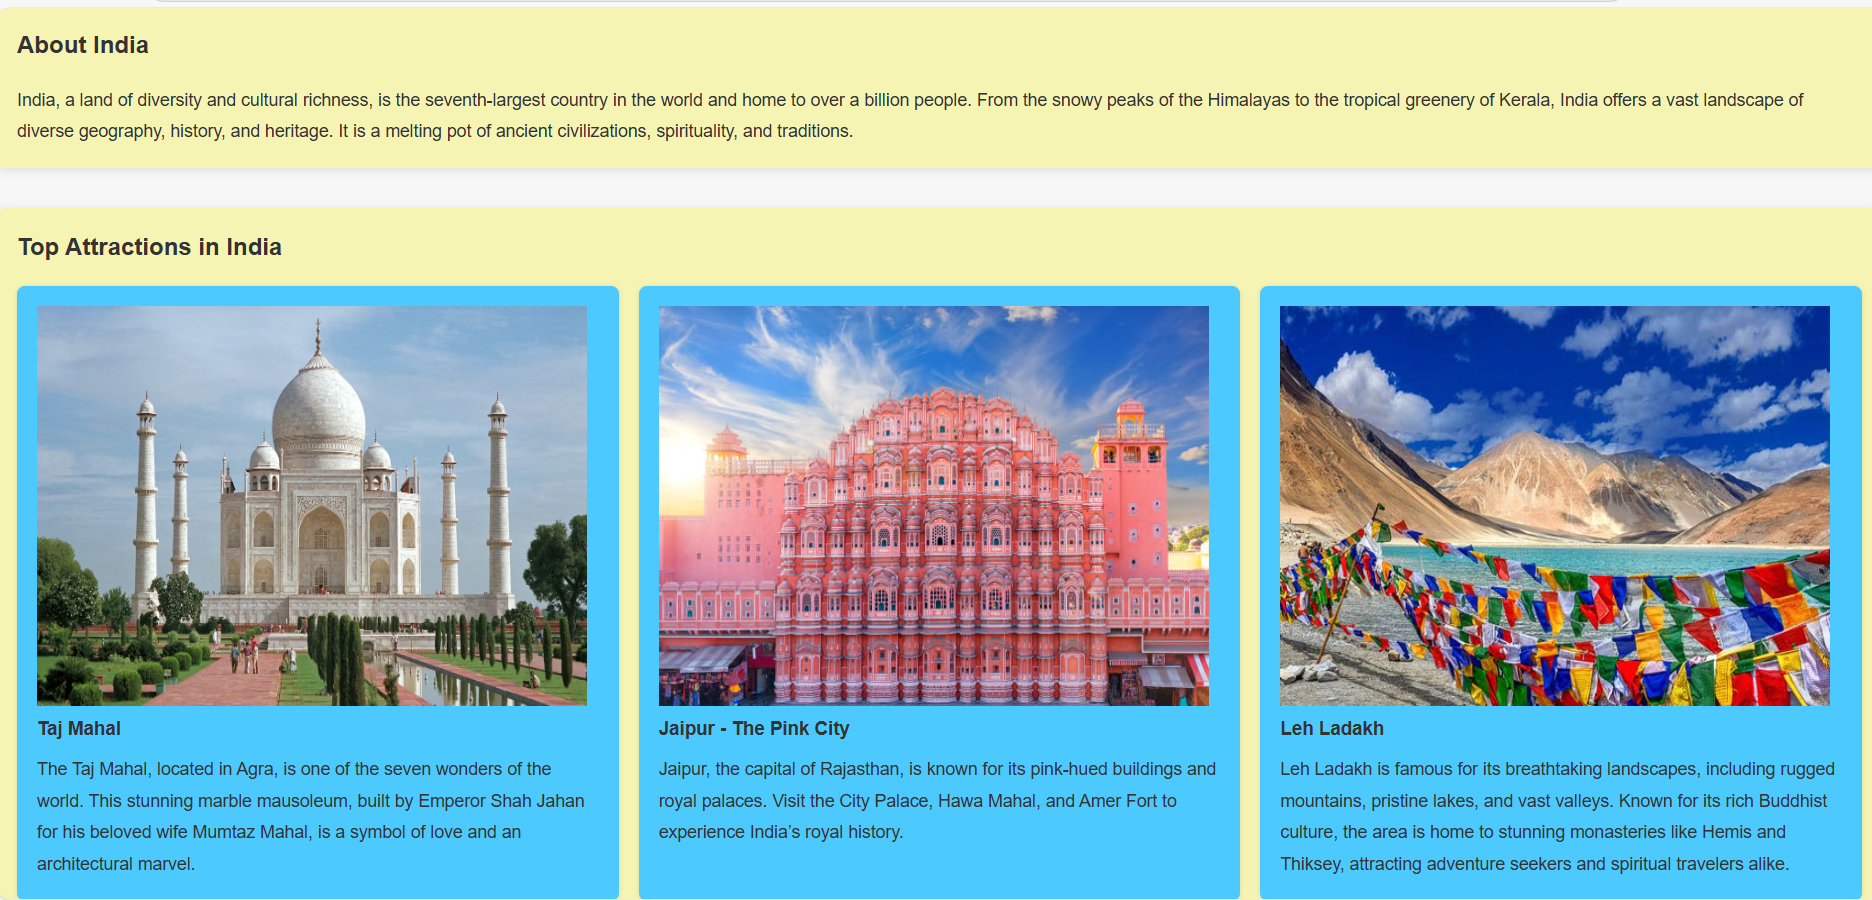 About India
India, a land of diversity and cultural richness, is the seventh-largest country in the world and home to over a billion people. From the snowy peaks of the Himalayas to the tropical greenery of Kerala, India offers a vast landscape of
diverse geography, history, and heritage. It is a melting pot of ancient civilizations, spirituality, and traditions.
Top Attractions in India
Taj Mahal
The Taj Mahal, located in Agra, is one of the seven wonders of the
world. This stunning marble mausoleum, built by Emperor Shah Jahan
for his beloved wife Mumtaz Mahal, is a symbol of love and an
architectural marvel.
Jaipur - The Pink City
Jaipur, the capital of Rajasthan, is known for its pink-hued buildings and
royal palaces. Visit the City Palace, Hawa Mahal, and Amer Fort to
experience India’s royal history.
Leh Ladakh
Leh Ladakh is famous for its breathtaking landscapes, including rugged
mountains, pristine lakes, and vast valleys. Known for its rich Buddhist
culture, the area is home to stunning monasteries like Hemis and
Thiksey, attracting adventure seekers and spiritual travelers alike.